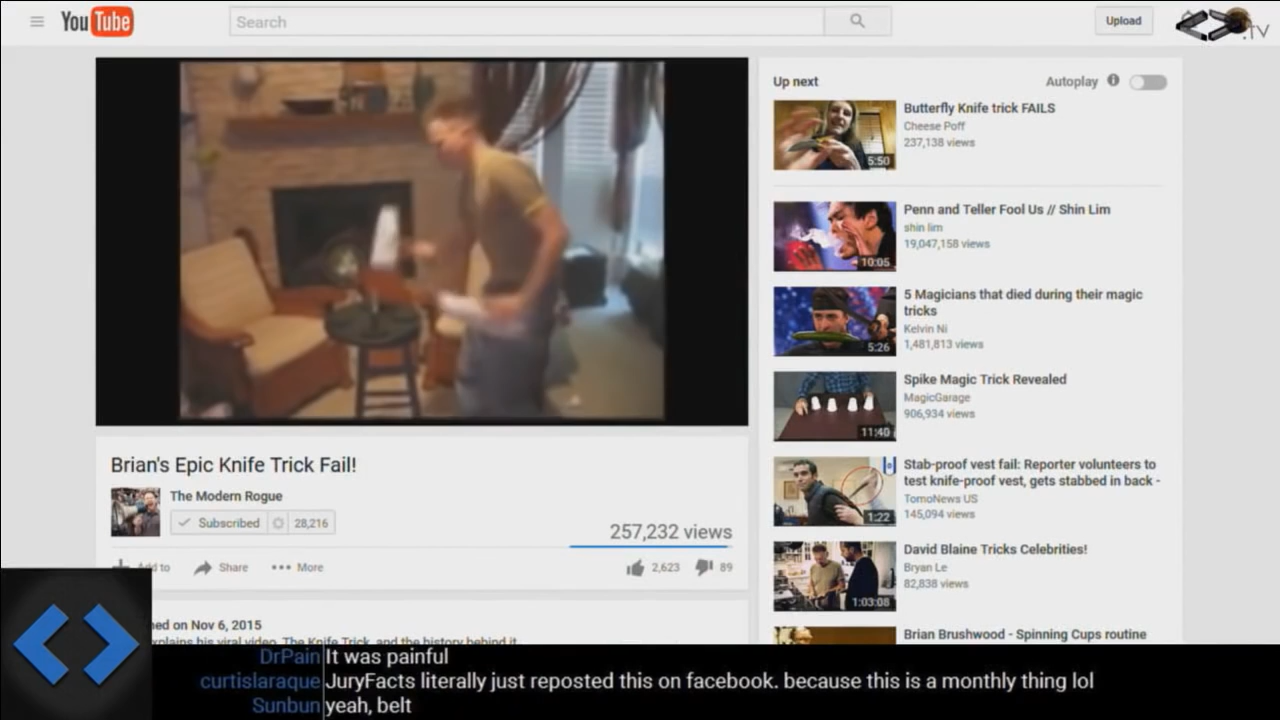 YouTube
Search
Upload
.TV
Up next
Autoplay
Butterfly Knife trick FAILS
Cheese Poff
237,138 views
5:50
Penn and Teller Fool Us // Shin Lim
shin lim
19,047,158 views
10:05
5 Magicians that died during their magic
tricks
Kelvin Ni
1,481,813 views
5:26
Spike Magic Trick Revealed
MagicGarage
906,934 views
11:40
Stab-proof vest fail: Reporter volunteers to
test knife-proof vest, gets stabbed in back -
TomoNews US
145,094 views
1:22
David Blaine Tricks Celebrities!
Bryan Le
82,838 views
1:03:08
Brian Brushwood - Spinning Cups routine
Brian's Epic Knife Trick Fail!
The Modern Rogue
Subscribed 28,216
257,232 views
to Share More 2,623 89
on Nov 6, 2015
his viral video, The Knife Trick, and the history behind it
DrPain It was painful
curtislaraque JuryFacts literally just reposted this on facebook. because this is a monthly thing lol
Sunbun yeah, belt